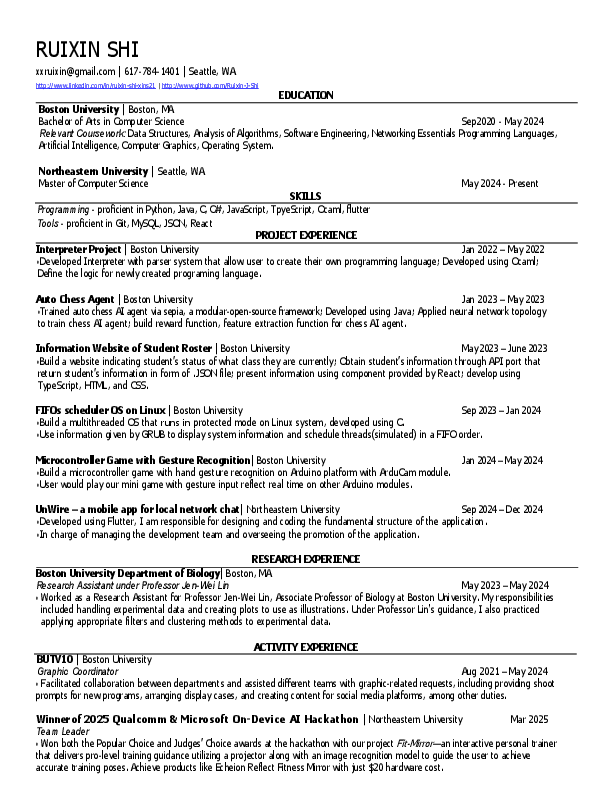 RUIXIN SHI
xxruixin@gmail.com | 617-784-1401 | Seattle, WA
http://www.linkedin.com/in/ruixin-shi-xins21 | http://www.github.com/Ruixin-J-Shi
EDUCATION
Boston University | Boston, MA
Bachelor of Arts in Computer Science Sep2020 - May 2024
Relevant Coursework: Data Structures, Analysis of Algorithms, Software Engineering, Networking Essentials Programming Languages,
Artificial Intelligence, Computer Graphics, Operating System.
Northeastern University | Seattle, WA
Master of Computer Science May 2024 - Present
SKILLS
Programming - proficient in Python, Java, C, C#, JavaScript, TpyeScript, Ocaml, flutter
Tools - proficient in Git, MySQL, JSON, React
PROJECT EXPERIENCE
Interpreter Project | Boston University Jan 2022 – May 2022
•Developed Interpreter with parser system that allow user to create their own programming language; Developed using Ocaml;
Define the logic for newly created programing language.
Auto Chess Agent | Boston University Jan 2023 – May 2023
•Trained auto chess AI agent via sepia, a modular-open-source framework; Developed using Java; Applied neural network topology
to train chess AI agent; build reward function, feature extraction function for chess AI agent.
Information Website of Student Roster | Boston University May 2023 – June 2023
•Build a website indicating student's status of what class they are currently; Obtain student's information through API port that
return student's information in form of .JSON file; present information using component provided by React; develop using
TypeScript, HTML, and CSS.
FIFOs scheduler OS on Linux | Boston University Sep 2023 – Jan 2024
•Build a multithreaded OS that runs in protected mode on Linux system, developed using C.
•Use information given by GRUB to display system information and schedule threads(simulated) in a FIFO order.
Microcontroller Game with Gesture Recognition| Boston University Jan 2024 – May 2024
•Build a microcontroller game with hand gesture recognition on Arduino platform with ArduCam module.
•User would play our mini game with gesture input reflect real time on other Arduino modules.
UnWire – a mobile app for local network chat| Northeastern University Sep 2024 – Dec 2024
•Developed using Flutter, I am responsible for designing and coding the fundamental structure of the application.
•In charge of managing the development team and overseeing the promotion of the application.
RESEARCH EXPERIENCE
Boston University Department of Biology| Boston, MA
Research Assistant under Professor Jen-Wei Lin May 2023 – May 2024
• Worked as a Research Assistant for Professor Jen-Wei Lin, Associate Professor of Biology at Boston University. My responsibilities
included handling experimental data and creating plots to use as illustrations. Under Professor Lin's guidance, I also practiced
applying appropriate filters and clustering methods to experimental data.
ACTIVITY EXPERIENCE
BUTV10 | Boston University
Graphic Coordinator Aug 2021 – May 2024
• Facilitated collaboration between departments and assisted different teams with graphic-related requests, including providing shoot
prompts for new programs, arranging display cases, and creating content for social media platforms, among other duties.
Winner of 2025 Qualcomm & Microsoft On-Device AI Hackathon | Northeastern University Mar 2025
Team Leader
• Won both the Popular Choice and Judges' Choice awards at the hackathon with our project Fit-Mirror—an interactive personal trainer
that delivers pro-level training guidance utilizing a projector along with an image recognition model to guide the user to achieve
accurate training poses. Achieve products like Echelon Reflect Fitness Mirror with just $20 hardware cost.